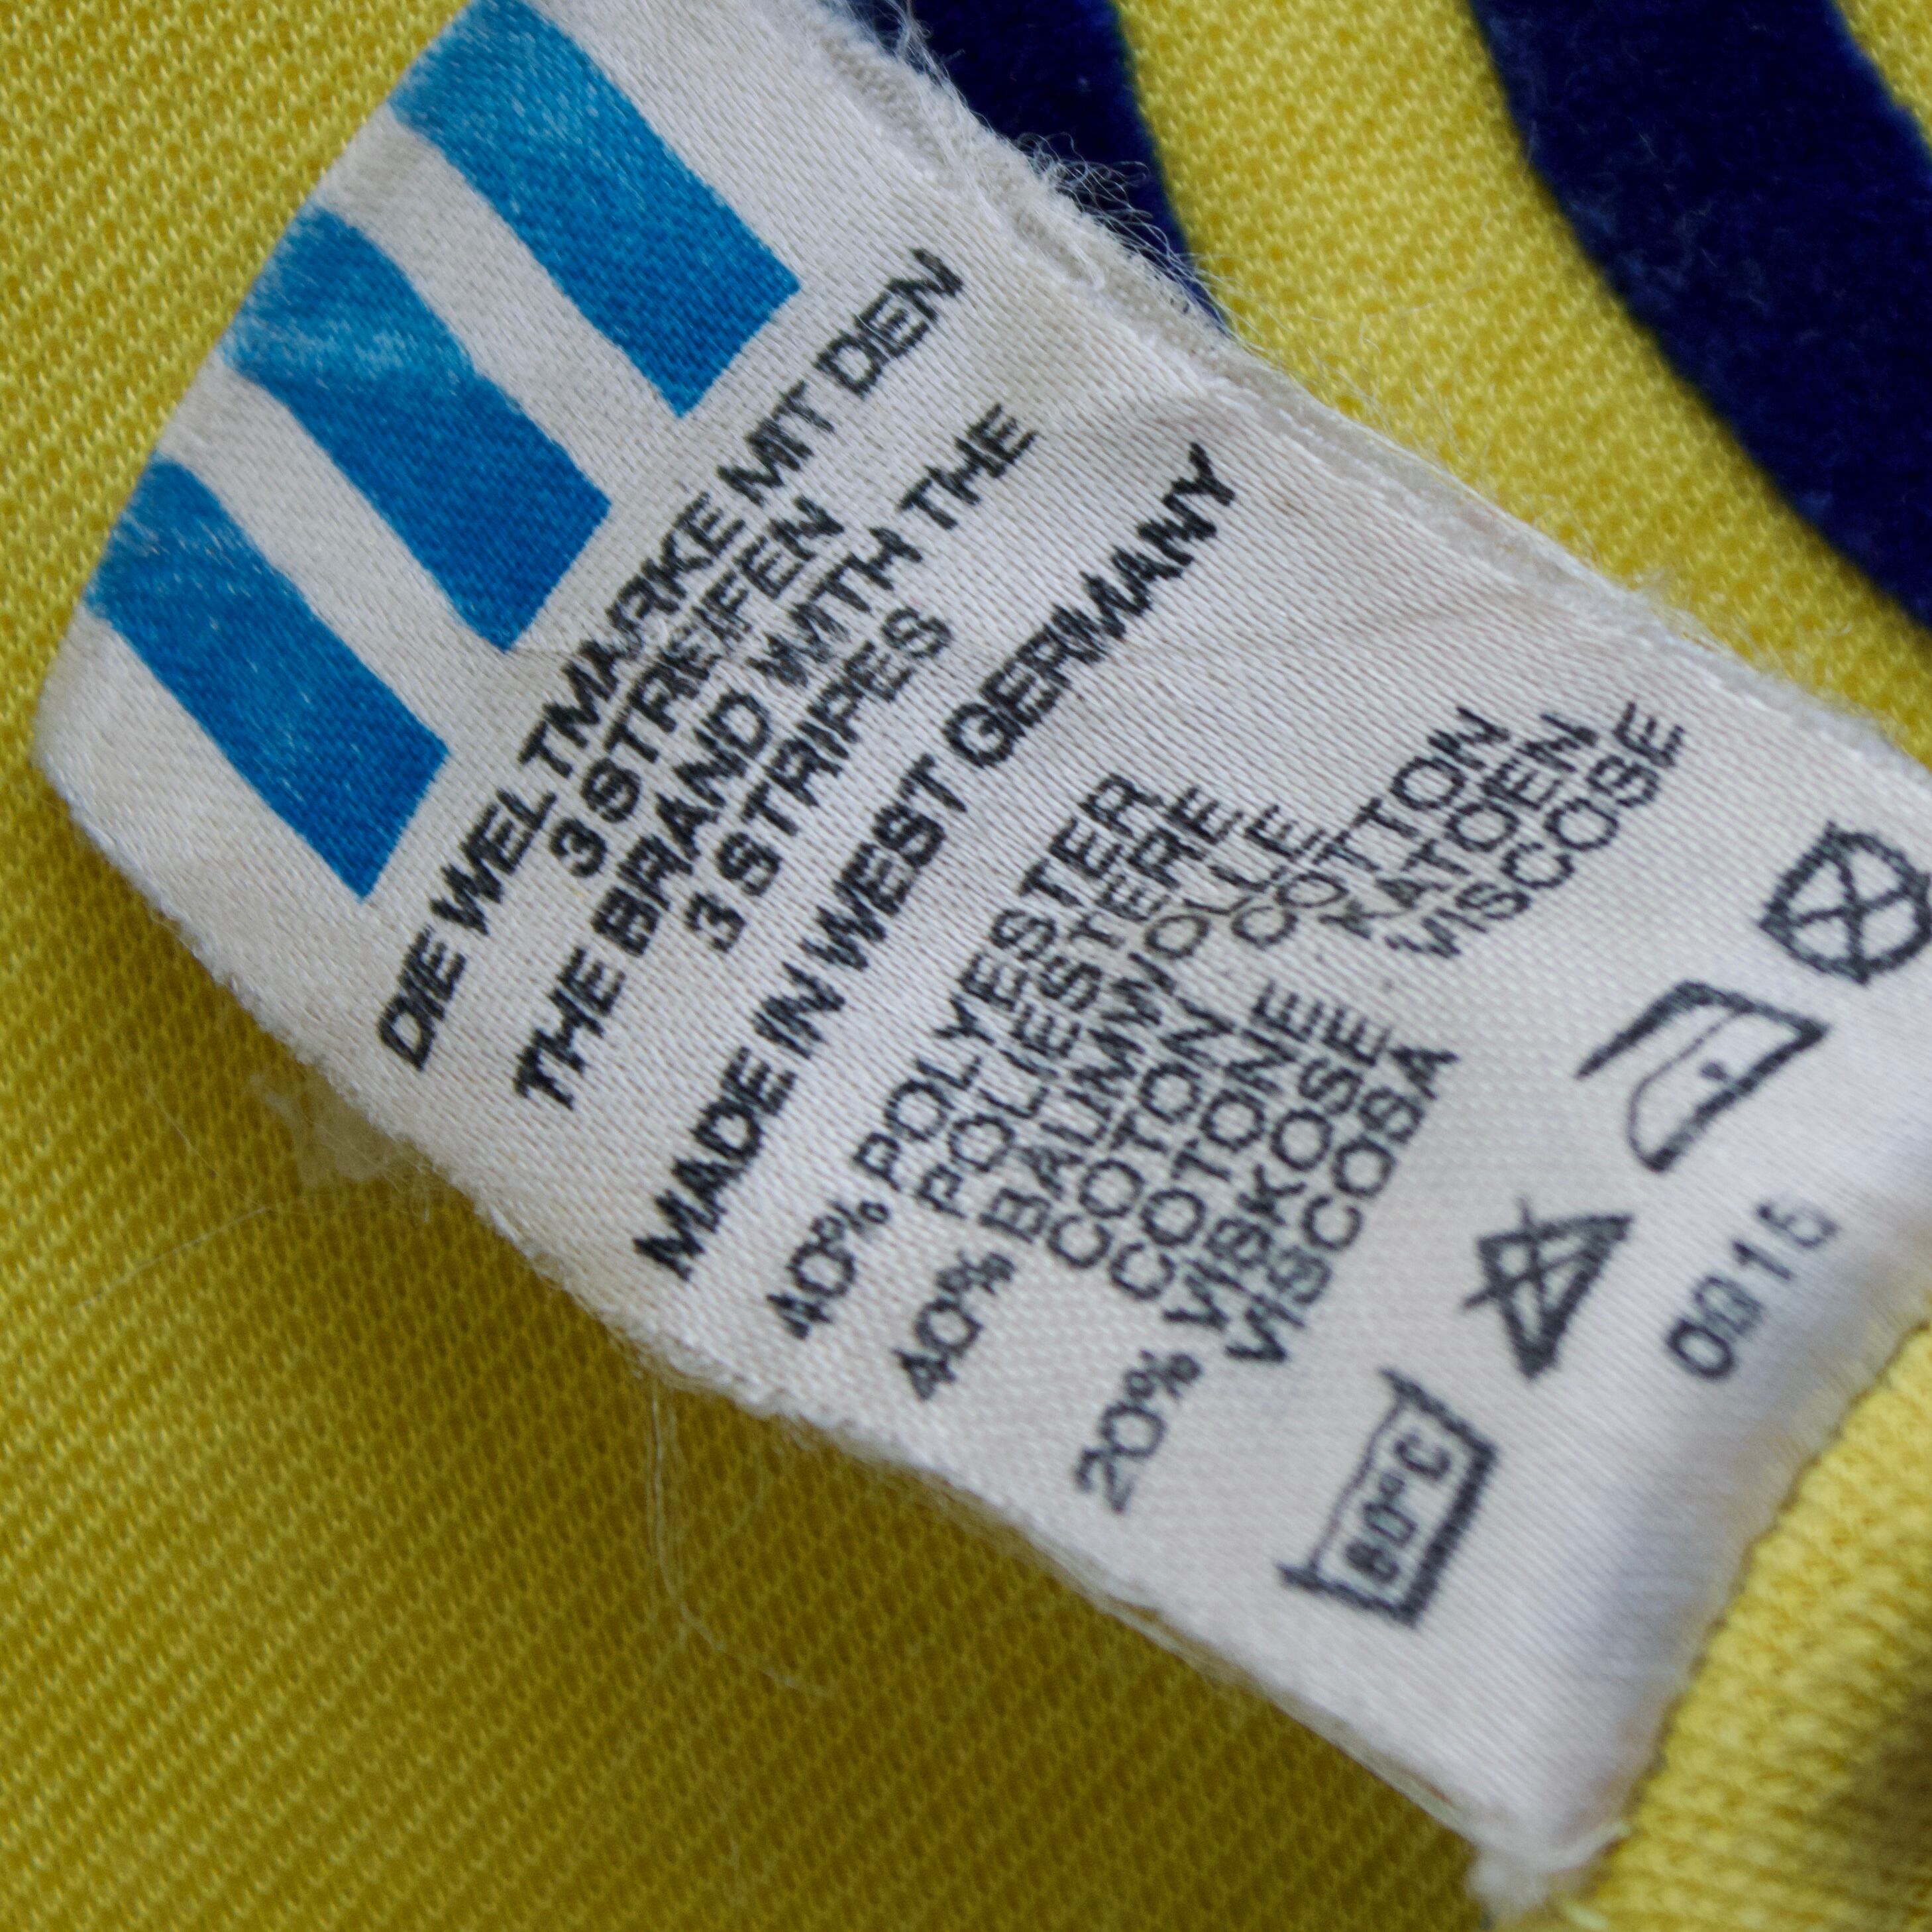 DIE WELTMARKE MIT DEN
3 STREIFEN
THE BRAND WITH THE
3 STRIPES
MADE IN WEST GERMANY
40% POLYESTER
POLIESTERE
40% BAUMWOLLE
COTON COTTON
COTONE KATOEN
20% VISKOSE VISCOSE
VISCOSA
60°C